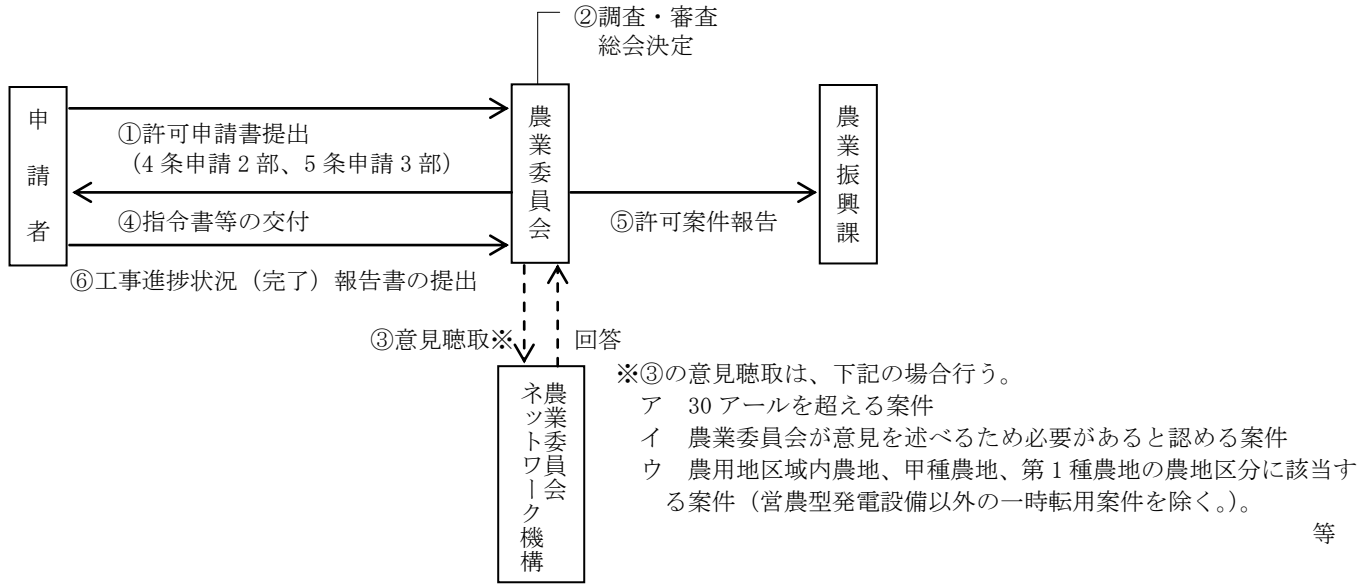 ②調査・審査
総会決定
申請者
農業委員会
農業振興課
①許可申請書提出
(4 条申請 2 部、5 条申請 3 部)
④指令書等の交付
⑤許可案件報告
⑥工事進捗状況（完了）報告書の提出
③意見聴取※
回答
農業委員会
ネットワーク機構
※③の意見聴取は、下記の場合行う。
ア　30 アールを超える案件
イ　農業委員会が意見を述べるため必要があると認める案件
ウ　農用地区域内農地、甲種農地、第 1 種農地の農地区分に該当す
る案件（営農型発電設備以外の一時転用案件を除く。）。
等